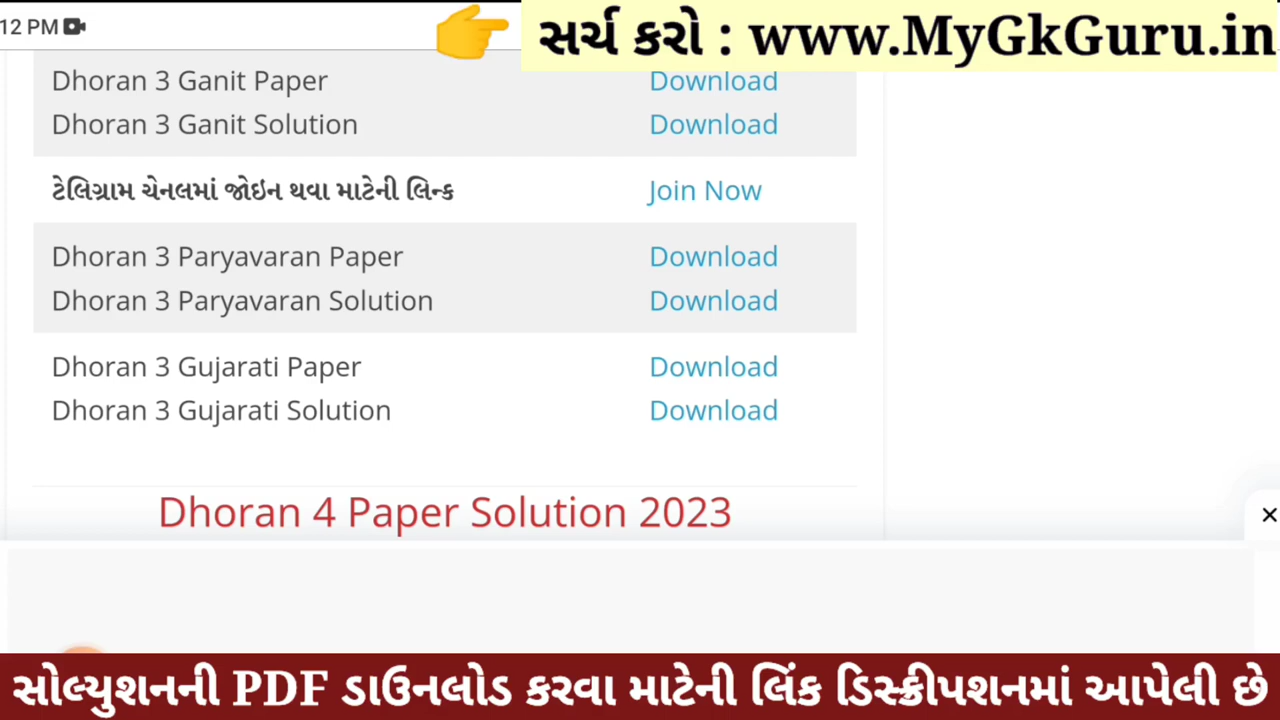 12 PM
👉 સર્ચ કરો : www.MyGkGuru.in
Dhoran 3 Ganit Paper Download
Dhoran 3 Ganit Solution Download
ટેલિગ્રામ ચેનલમાં જોઇન થવા માટેની લિન્ક Join Now
Dhoran 3 Paryavaran Paper Download
Dhoran 3 Paryavaran Solution Download
Dhoran 3 Gujarati Paper Download
Dhoran 3 Gujarati Solution Download
Dhoran 4 Paper Solution 2023
સોલ્યુશનની PDF ડાઉનલોડ કરવા માટેની લિંક ડિસ્ક્રીપશનમાં આપેલી છે